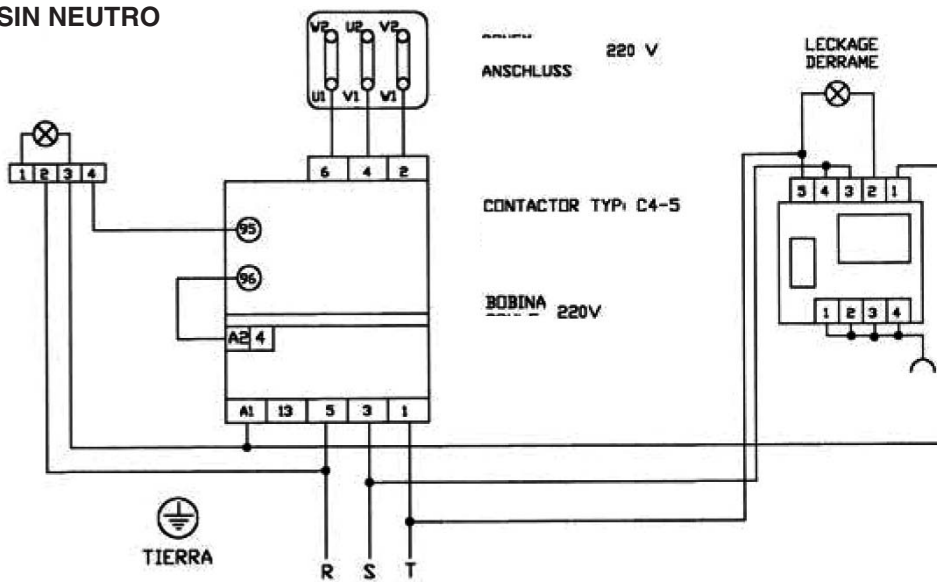 SIN NEUTRO
W2 U2 V2
U1 V1 W1
220 V
ANSCHLUSS
LECKAGE
DERRAME
1 2 3 4
6 4 2
5 4 3 2 1
95
CONTACTOR TYP: C4-5
96
BOBINA
220V
1 2 3 4
A2 4
A1 13 5 3 1
TIERRA
R S T